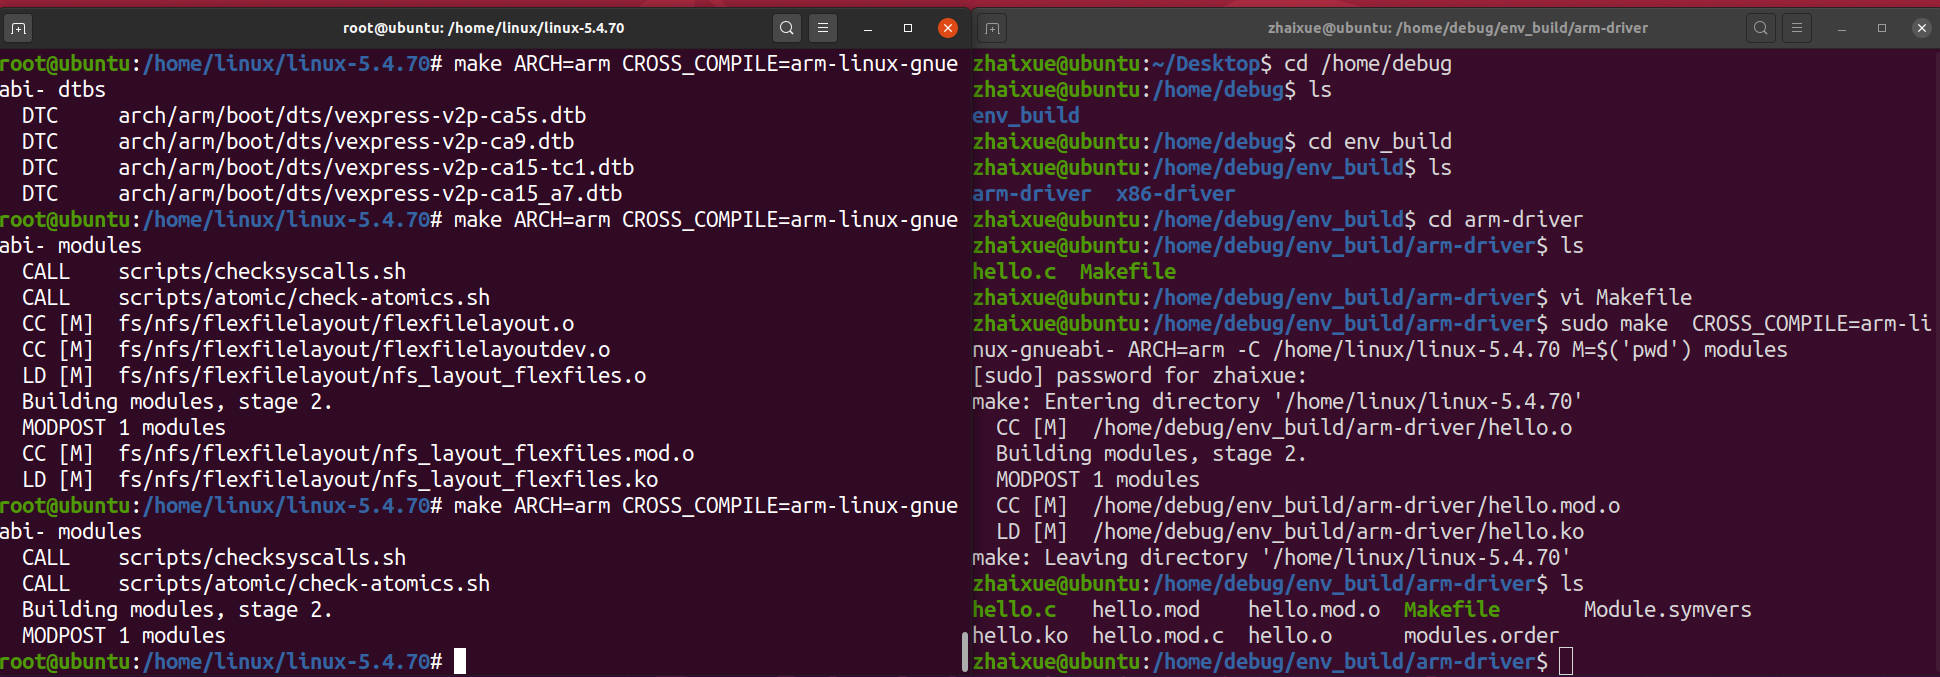 root@ubuntu: /home/linux/linux-5.4.70
root@ubuntu:/home/linux/linux-5.4.70# make ARCH=arm CROSS_COMPILE=arm-linux-gnue
abi- dtbs
  DTC     arch/arm/boot/dts/vexpress-v2p-ca5s.dtb
  DTC     arch/arm/boot/dts/vexpress-v2p-ca9.dtb
  DTC     arch/arm/boot/dts/vexpress-v2p-ca15-tc1.dtb
  DTC     arch/arm/boot/dts/vexpress-v2p-ca15_a7.dtb
root@ubuntu:/home/linux/linux-5.4.70# make ARCH=arm CROSS_COMPILE=arm-linux-gnue
abi- modules
  CALL    scripts/checksyscalls.sh
  CALL    scripts/atomic/check-atomics.sh
  CC [M]  fs/nfs/flexfilelayout/flexfilelayout.o
  CC [M]  fs/nfs/flexfilelayout/flexfilelayoutdev.o
  LD [M]  fs/nfs/flexfilelayout/nfs_layout_flexfiles.o
  Building modules, stage 2.
  MODPOST 1 modules
  CC [M]  fs/nfs/flexfilelayout/nfs_layout_flexfiles.mod.o
  LD [M]  fs/nfs/flexfilelayout/nfs_layout_flexfiles.ko
root@ubuntu:/home/linux/linux-5.4.70# make ARCH=arm CROSS_COMPILE=arm-linux-gnue
abi- modules
  CALL    scripts/checksyscalls.sh
  CALL    scripts/atomic/check-atomics.sh
  Building modules, stage 2.
  MODPOST 1 modules
root@ubuntu:/home/linux/linux-5.4.70#
zhaixue@ubuntu: /home/debug/env_build/arm-driver
zhaixue@ubuntu:~/Desktop$ cd /home/debug
zhaixue@ubuntu:/home/debug$ ls
env_build
zhaixue@ubuntu:/home/debug$ cd env_build
zhaixue@ubuntu:/home/debug/env_build$ ls
arm-driver  x86-driver
zhaixue@ubuntu:/home/debug/env_build$ cd arm-driver
zhaixue@ubuntu:/home/debug/env_build/arm-driver$ ls
hello.c  Makefile
zhaixue@ubuntu:/home/debug/env_build/arm-driver$ vi Makefile
zhaixue@ubuntu:/home/debug/env_build/arm-driver$ sudo make  CROSS_COMPILE=arm-li
nux-gnueabi- ARCH=arm -C /home/linux/linux-5.4.70 M=$('pwd') modules
[sudo] password for zhaixue:
make: Entering directory '/home/linux/linux-5.4.70'
  CC [M]  /home/debug/env_build/arm-driver/hello.o
  Building modules, stage 2.
  MODPOST 1 modules
  CC [M]  /home/debug/env_build/arm-driver/hello.mod.o
  LD [M]  /home/debug/env_build/arm-driver/hello.ko
make: Leaving directory '/home/linux/linux-5.4.70'
zhaixue@ubuntu:/home/debug/env_build/arm-driver$ ls
hello.c   hello.mod    hello.mod.o  Makefile       Module.symvers
hello.ko  hello.mod.c  hello.o      modules.order
zhaixue@ubuntu:/home/debug/env_build/arm-driver$